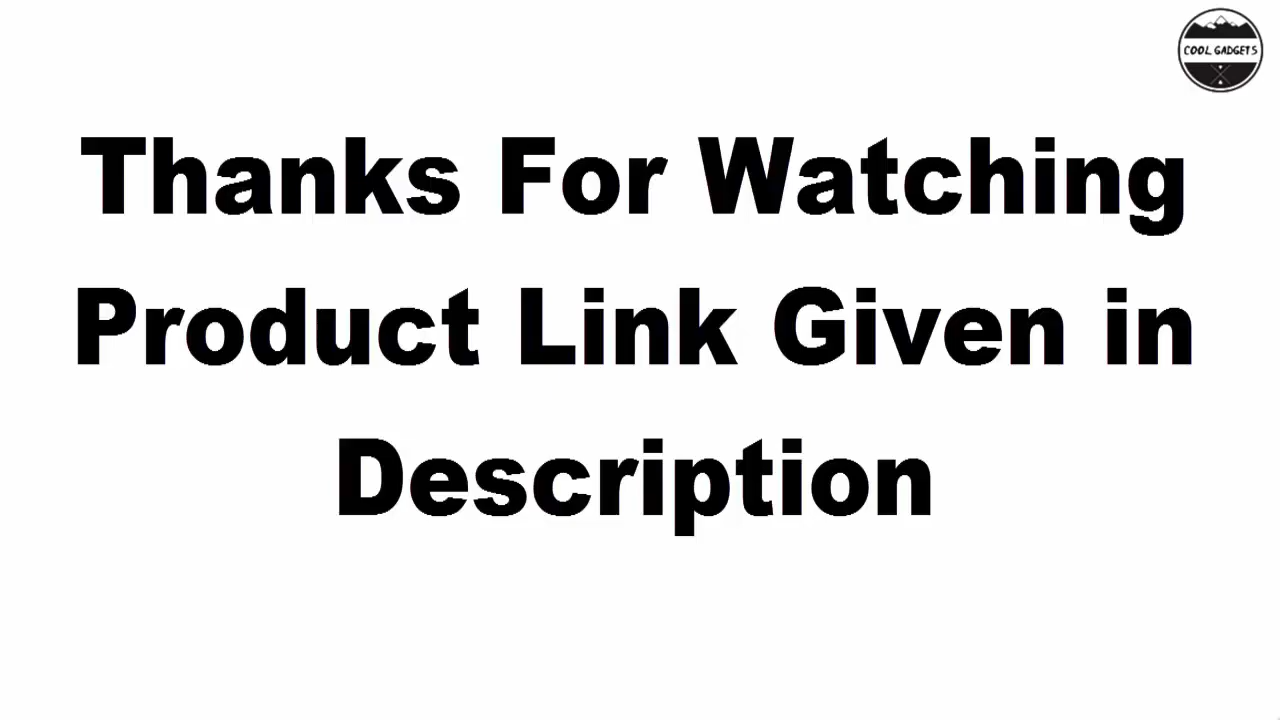 COOL GADGETS
Thanks For Watching
Product Link Given in
Description